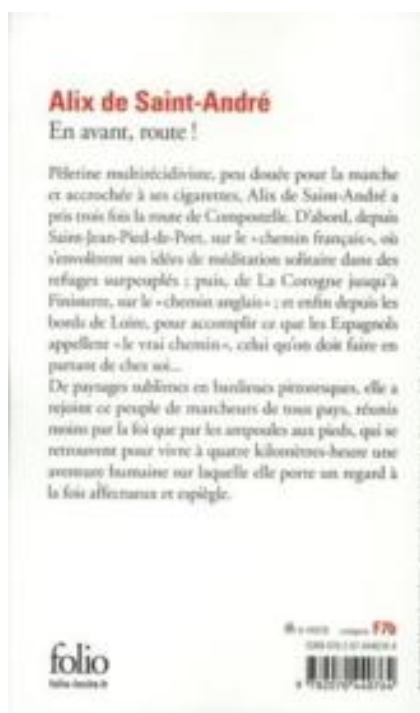 Alix de Saint-André
En avant, route !
Pèlerine multirécidiviste, peu douée pour la marche
et accrochée à ses cigarettes, Alix de Saint-André a
pris trois fois la route de Compostelle. D'abord, depuis
Saint-Jean-Pied-de-Port, sur le « chemin français », où
s'envolèrent ses idées de méditation solitaire dans des
refuges surpeuplés ; puis, de La Corogne jusqu'à
Finisterre, sur le « chemin anglais » ; et enfin depuis les
bords de Loire, pour accomplir ce que les Espagnols
appellent « le vrai chemin », celui qu'on doit faire en
partant de chez soi...
De paysages sublimes en banlieues pittoresques, elle a
rejoint ce peuple de marcheurs de tous pays, réunis
moins par la foi que par les ampoules aux pieds, qui se
retrouvent pour vivre à quatre kilomètres-heure une
aventure humaine sur laquelle elle porte un regard à
la fois affectueux et espiègle.
F7b
folio